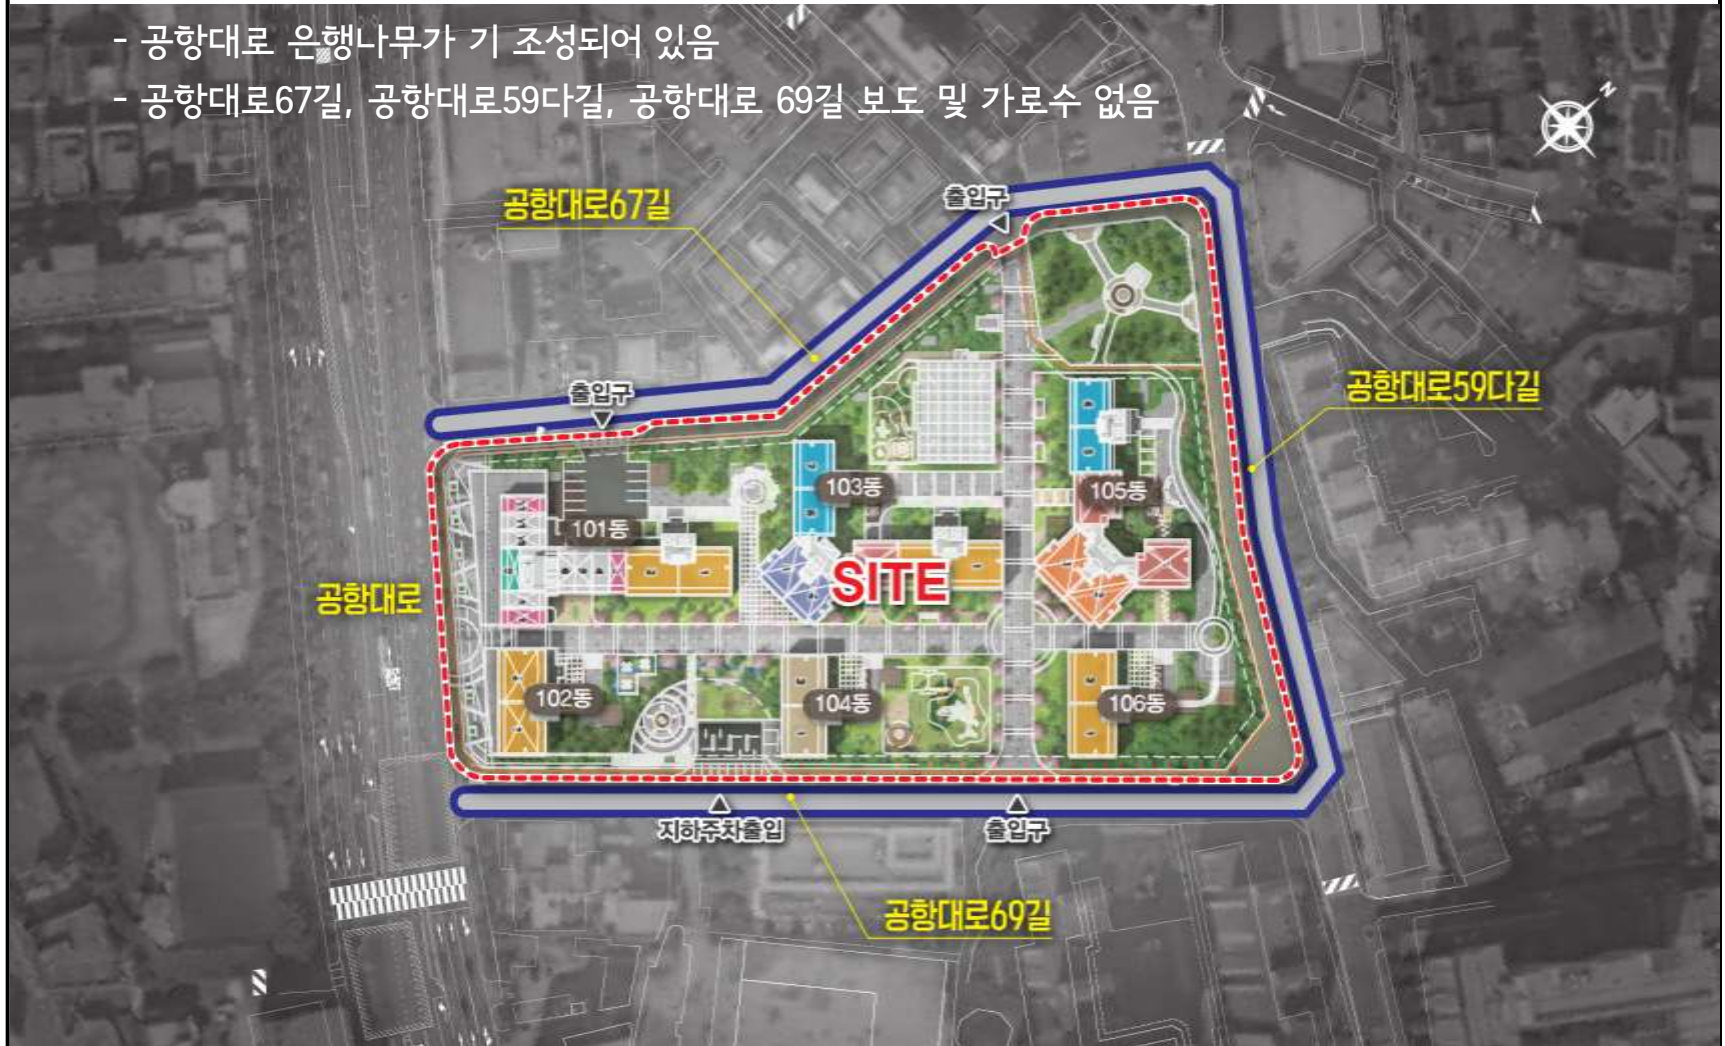 - 공항대로 은행나무가 기 조성되어 있음
- 공항대로67길, 공항대로59다길, 공항대로 69길 보도 및 가로수 없음
N
공항대로67길
출입구
출입구
공항대로59다길
103동
105동
101동
SITE
공항대로
102동
104동
106동
지하주차출입
출입구
공항대로69길